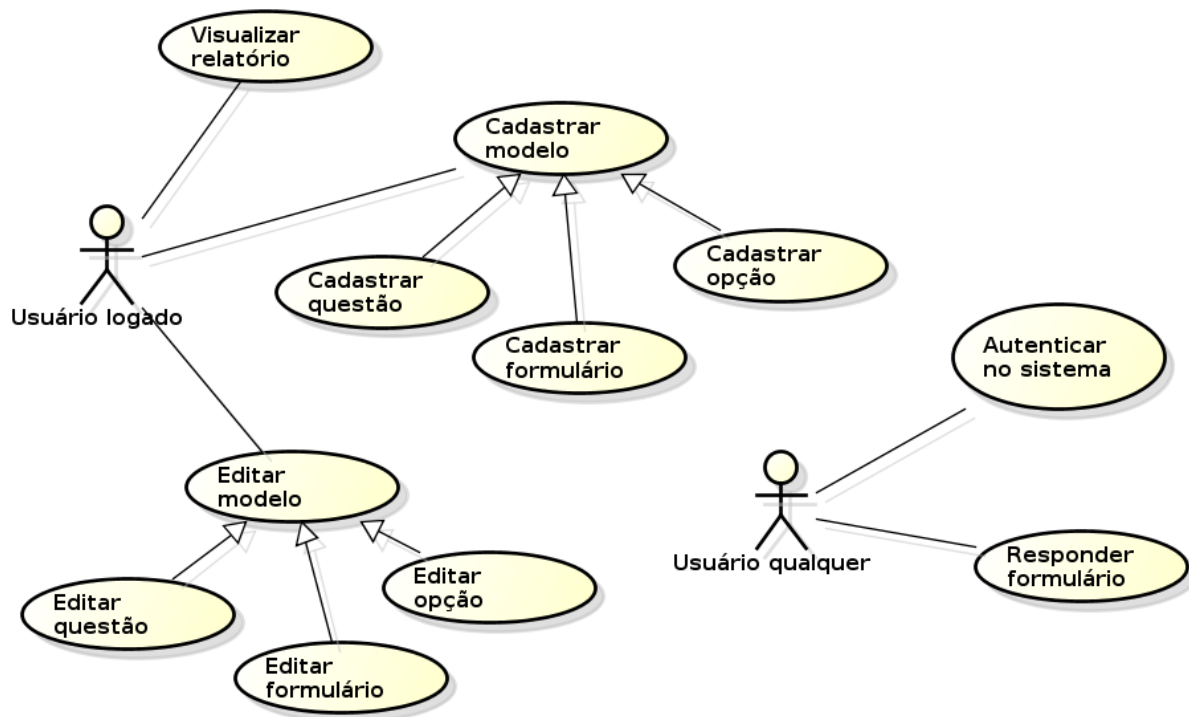 Visualizar
relatório
Cadastrar
modelo
Cadastrar
opção
Cadastrar
questão
Usuário logado
Cadastrar
formulário
Autenticar
no sistema
Editar
modelo
Usuário qualquer
Responder
formulário
Editar
opção
Editar
questão
Editar
formulário